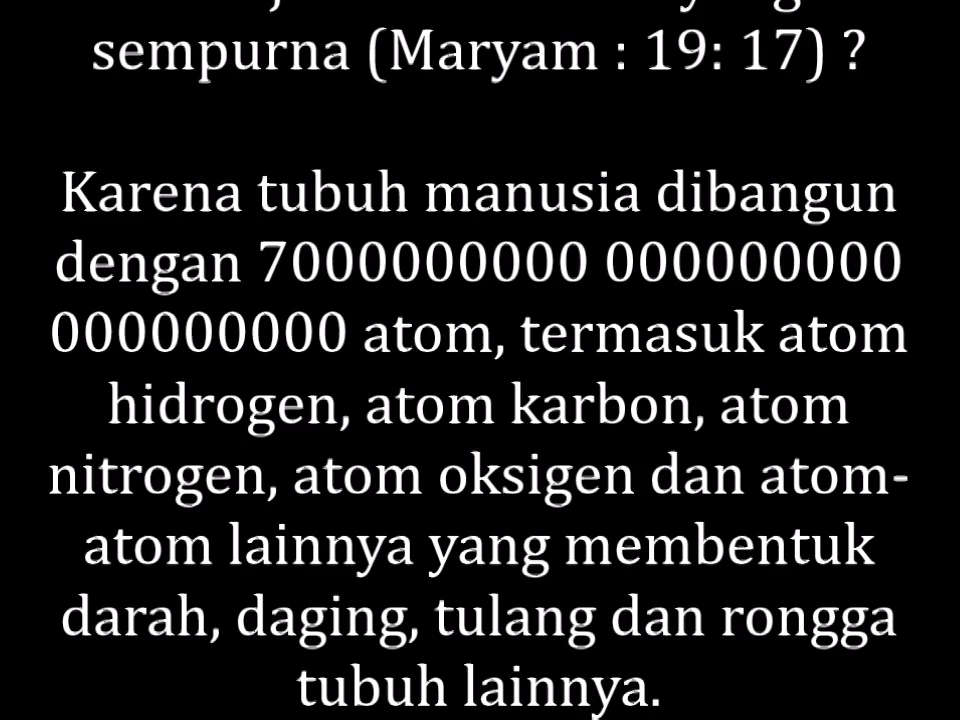 sempurna (Maryam : 19: 17) ?
Karena tubuh manusia dibangun
dengan 7000000000 000000000
000000000 atom, termasuk atom
hidrogen, atom karbon, atom
nitrogen, atom oksigen dan atom-
atom lainnya yang membentuk
darah, daging, tulang dan rongga
tubuh lainnya.